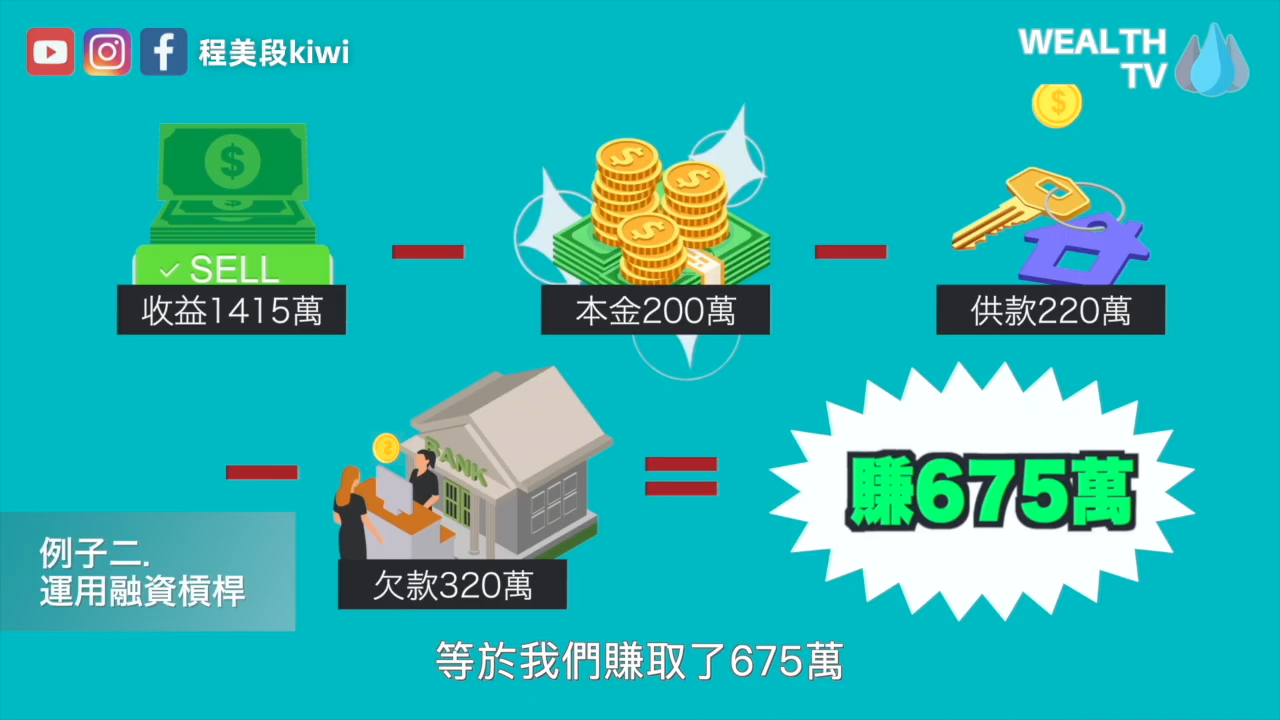 程美段kiwi
WEALTH
TV
SELL
收益1415萬
本金200萬
供款220萬
BANK
欠款320萬
賺675萬
例子二.
運用融資槓桿
等於我們賺取了675萬